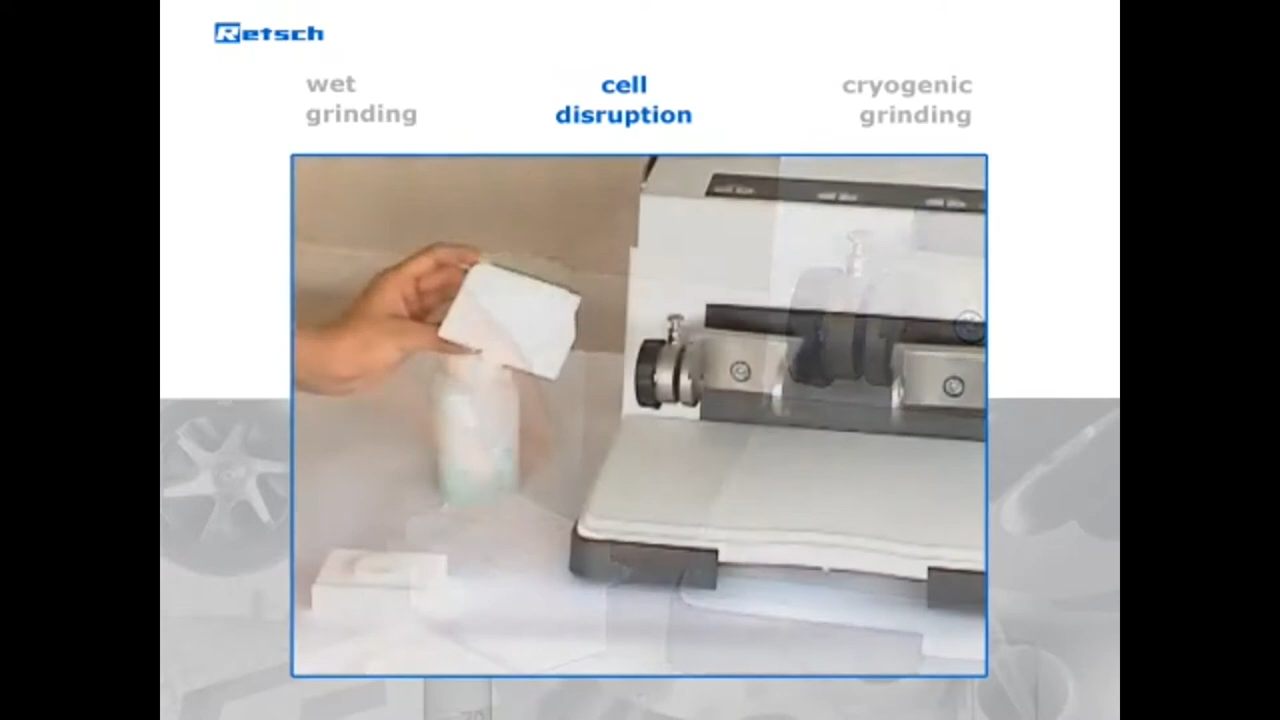 Retsch
wet
grinding
cell
disruption
cryogenic
grinding